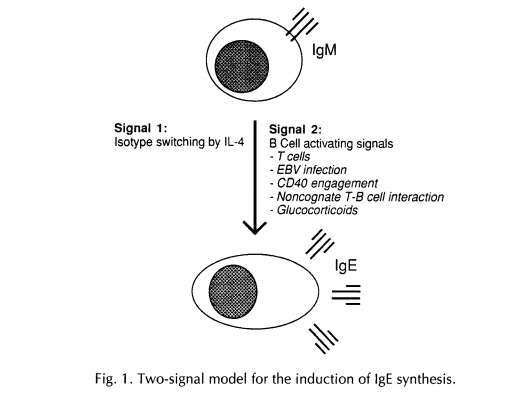 IgM
Signal 1:
Isotype switching by IL-4
Signal 2:
B Cell activating signals
- T cells
- EBV infection
- CD40 engagement
- Noncognate T-B cell interaction
- Glucocorticoids
IgE
Fig. 1. Two-signal model for the induction of IgE synthesis.